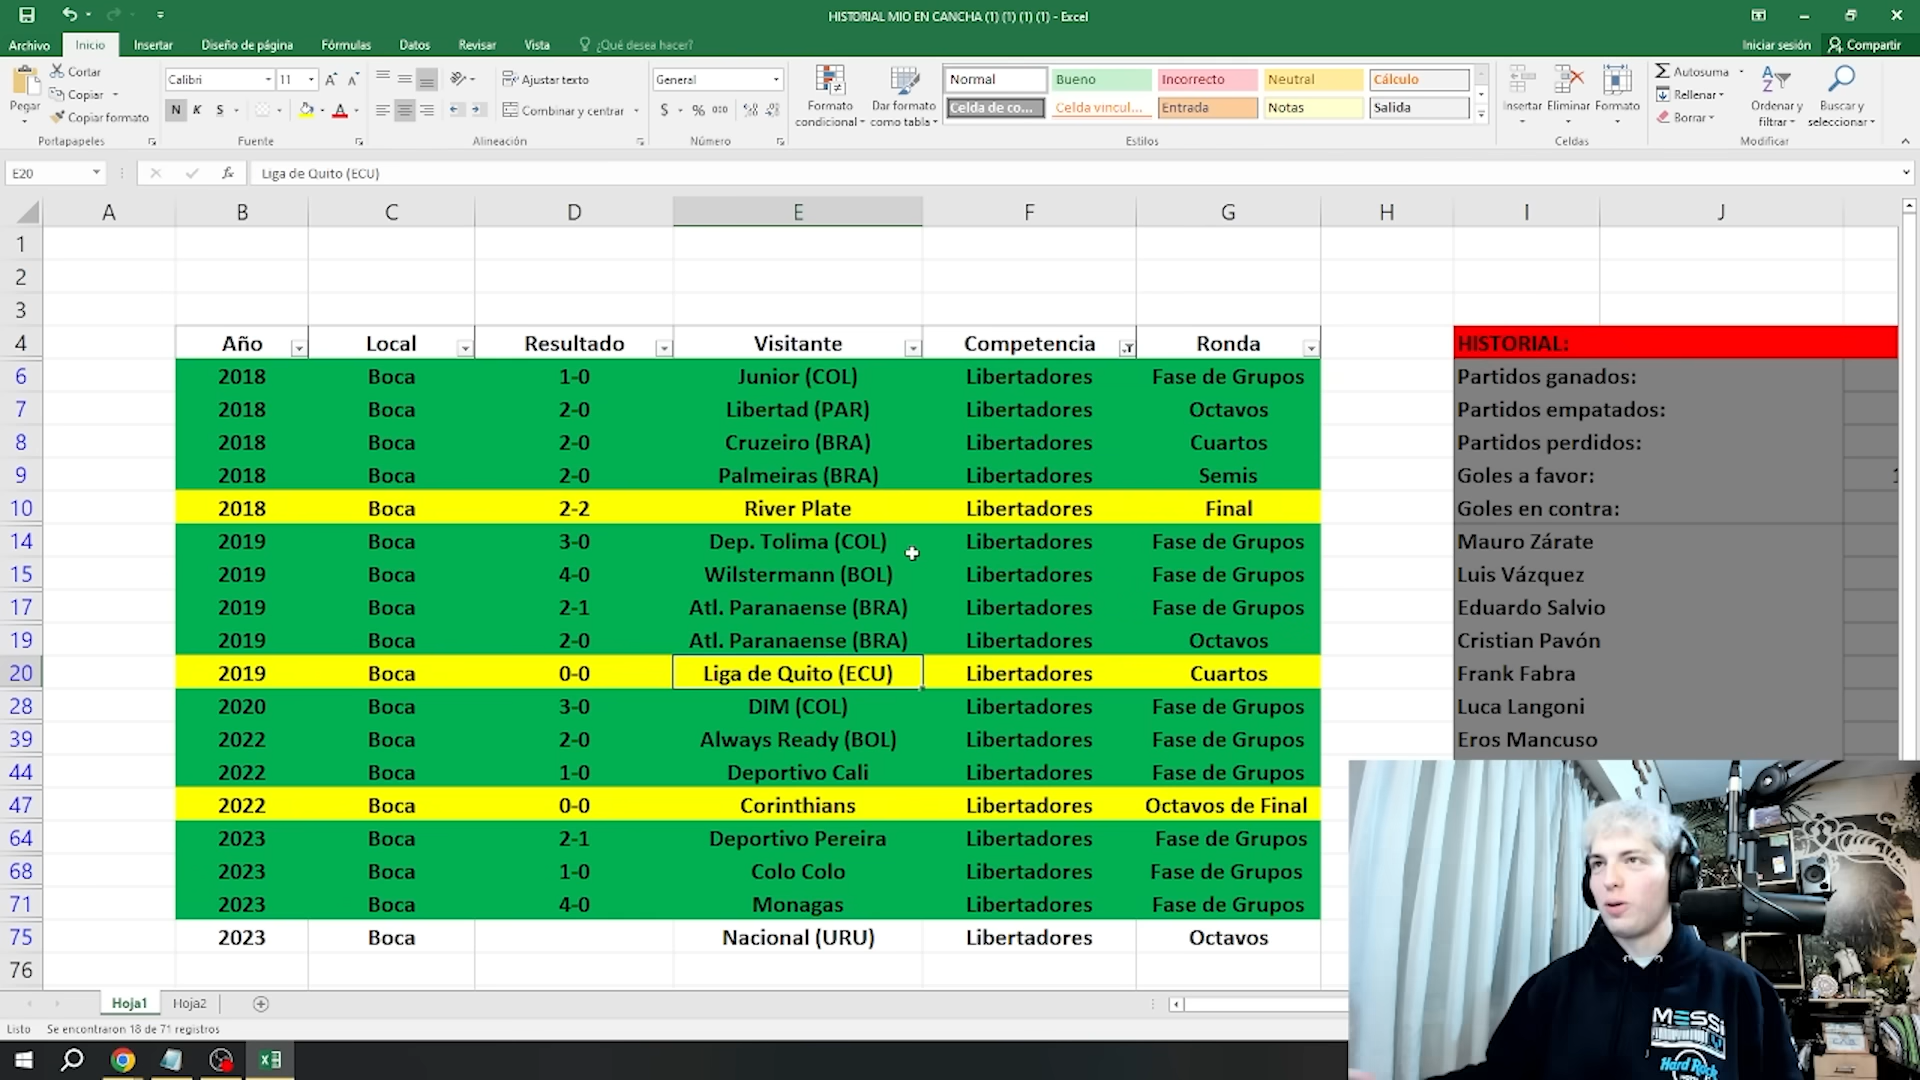 HISTORIAL MIO EN CANCHA (1) (1) (1) (1) - Excel
Archivo Inicio Insertar Diseño de página Fórmulas Datos Revisar Vista ¿Qué desea hacer? Iniciar sesión Compartir
Pegar
Cortar
Copiar
Copiar formato
Portapapeles
Calibri 11
N K S
Fuente
Ajustar texto
Combinar y centrar
Alineación
General
$ % 000
Número
Formato condicional
Dar formato como tabla
Normal Bueno Incorrecto Neutral Cálculo
Celda de co... Celda vincul... Entrada Notas Salida
Estilos
Insertar Eliminar Formato
Celdas
Autosuma
Rellenar
Borrar
Ordenar y filtrar
Buscar y seleccionar
Modificar
E20 fx Liga de Quito (ECU)
A B C D E F G H I J
1
2
3
4 Año Local Resultado Visitante Competencia Ronda HISTORIAL:
6 2018 Boca 1-0 Junior (COL) Libertadores Fase de Grupos Partidos ganados:
7 2018 Boca 2-0 Libertad (PAR) Libertadores Octavos Partidos empatados:
8 2018 Boca 2-0 Cruzeiro (BRA) Libertadores Cuartos Partidos perdidos:
9 2018 Boca 2-0 Palmeiras (BRA) Libertadores Semis Goles a favor:
10 2018 Boca 2-2 River Plate Libertadores Final Goles en contra:
14 2019 Boca 3-0 Dep. Tolima (COL) Libertadores Fase de Grupos Mauro Zárate
15 2019 Boca 4-0 Wilstermann (BOL) Libertadores Fase de Grupos Luis Vázquez
17 2019 Boca 2-1 Atl. Paranaense (BRA) Libertadores Fase de Grupos Eduardo Salvio
19 2019 Boca 2-0 Atl. Paranaense (BRA) Libertadores Octavos Cristian Pavón
20 2019 Boca 0-0 Liga de Quito (ECU) Libertadores Cuartos Frank Fabra
28 2020 Boca 3-0 DIM (COL) Libertadores Fase de Grupos Luca Langoni
39 2022 Boca 2-0 Always Ready (BOL) Libertadores Fase de Grupos Eros Mancuso
44 2022 Boca 1-0 Deportivo Cali Libertadores Fase de Grupos
47 2022 Boca 0-0 Corinthians Libertadores Octavos de Final
64 2023 Boca 2-1 Deportivo Pereira Libertadores Fase de Grupos
68 2023 Boca 1-0 Colo Colo Libertadores Fase de Grupos
71 2023 Boca 4-0 Monagas Libertadores Fase de Grupos
75 2023 Boca Nacional (URU) Libertadores Octavos
76
Hoja1 Hoja2
Listo Se encontraron 18 de 71 registros
MESSI
Hard Rock